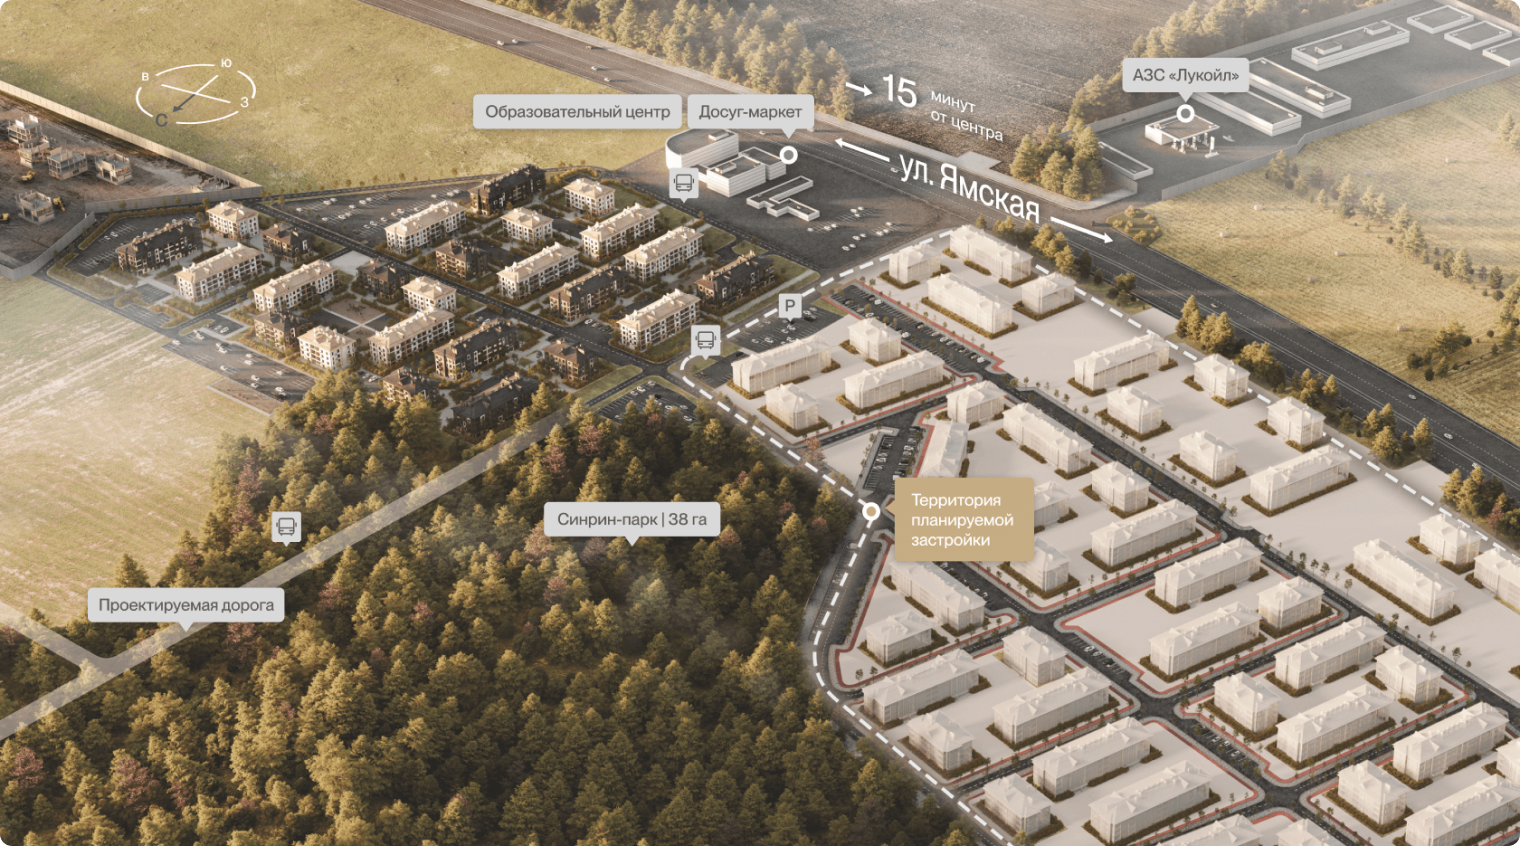 Ю
В
З
С
АЗС «Лукойл»
15 минут
от центра
Образовательный центр
Досуг-маркет
ул. Ямская
P
Территория
планируемой
застройки
Синрин-парк | 38 га
Проектируемая дорога